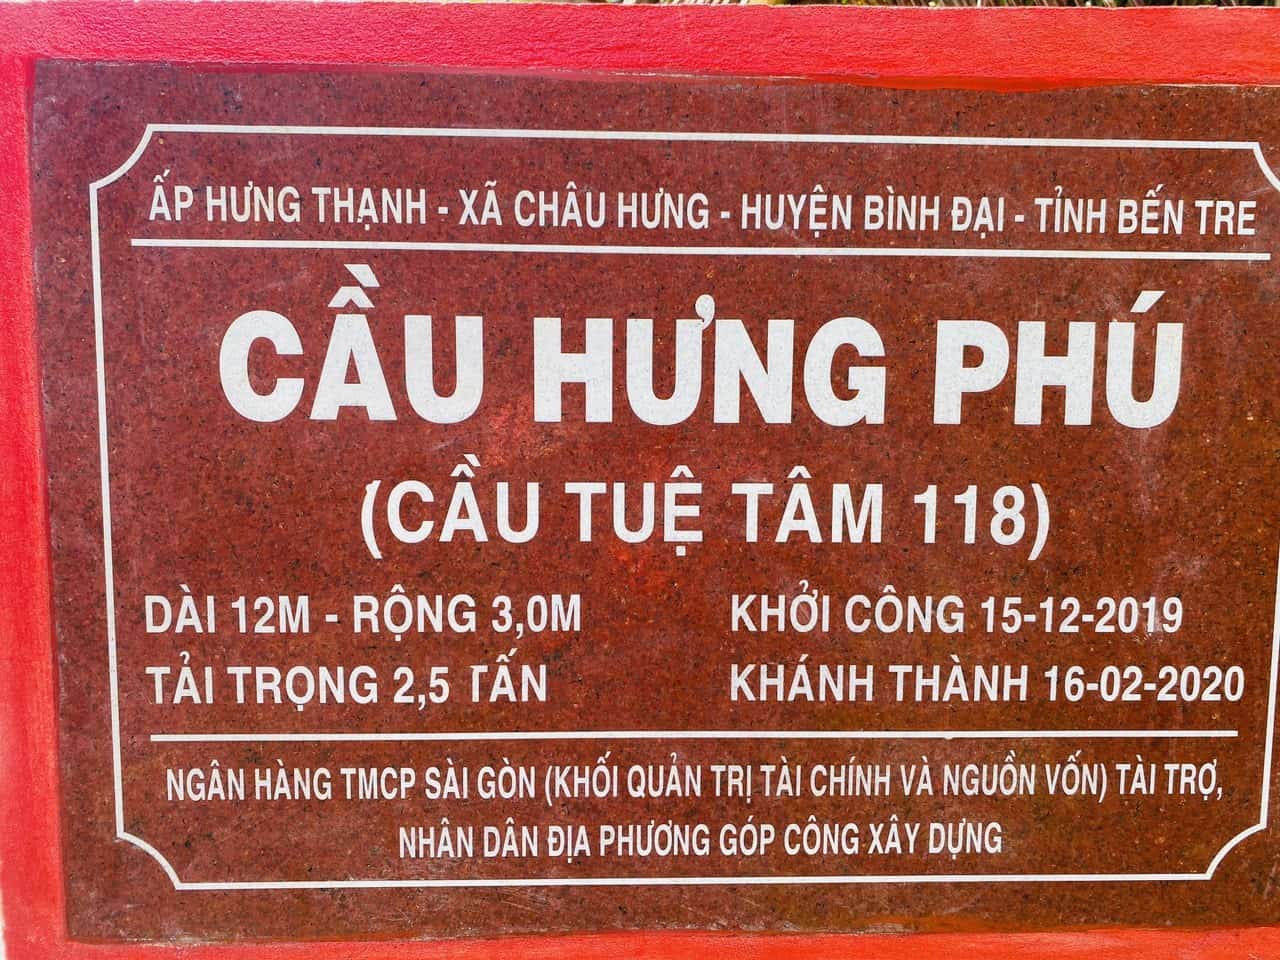 ẤP HƯNG THẠNH - XÃ CHÂU HƯNG - HUYỆN BÌNH ĐẠI - TỈNH BẾN TRE
CẦU HƯNG PHÚ
(CẦU TUỆ TÂM 118)
DÀI 12M - RỘNG 3,0M KHỞI CÔNG 15-12-2019
TẢI TRỌNG 2,5 TẤN KHÁNH THÀNH 16-02-2020
NGÂN HÀNG TMCP SÀI GÒN (KHỐI QUẢN TRỊ TÀI CHÍNH VÀ NGUỒN VỐN) TÀI TRỢ,
NHÂN DÂN ĐỊA PHƯƠNG GÓP CÔNG XÂY DỰNG